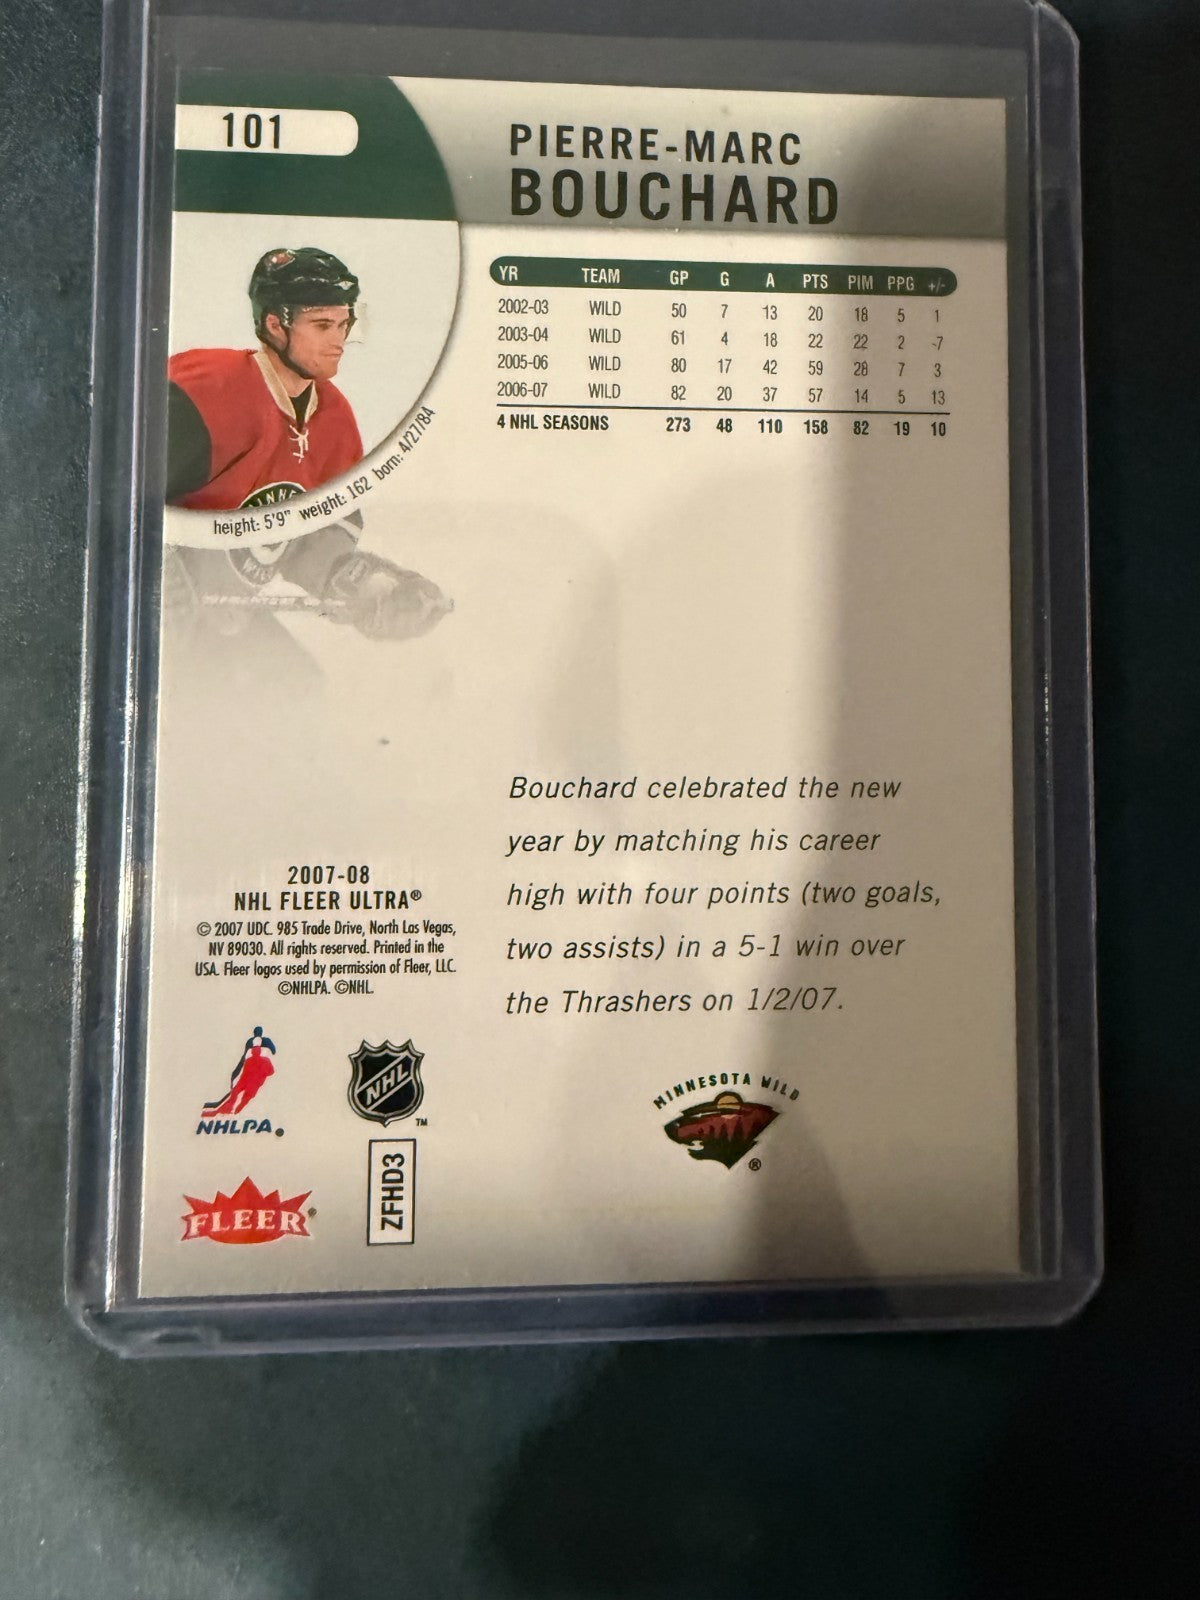 101
PIERRE-MARC
BOUCHARD
YR TEAM GP G A PTS PIM PPG +/-
2002-03 WILD 50 7 13 20 18 5 1
2003-04 WILD 61 4 18 22 22 2 -7
2005-06 WILD 80 17 42 59 28 7 3
2006-07 WILD 82 20 37 57 14 5 13
4 NHL SEASONS 273 48 110 158 82 19 10
height: 5'9" weight: 162 born: 4/27/84
WILD
Bouchard celebrated the new
year by matching his career
high with four points (two goals,
two assists) in a 5-1 win over
the Thrashers on 1/2/07.
2007-08
NHL FLEER ULTRA®
© 2007 UDC. 985 Trade Drive, North Las Vegas,
NV 89030. All rights reserved. Printed in the
USA. Fleer logos used by permission of Fleer, LLC.
©NHLPA. ©NHL.
NHLPA®
NHL™
MINNESOTA WILD®
FLEER®
ZFHD3